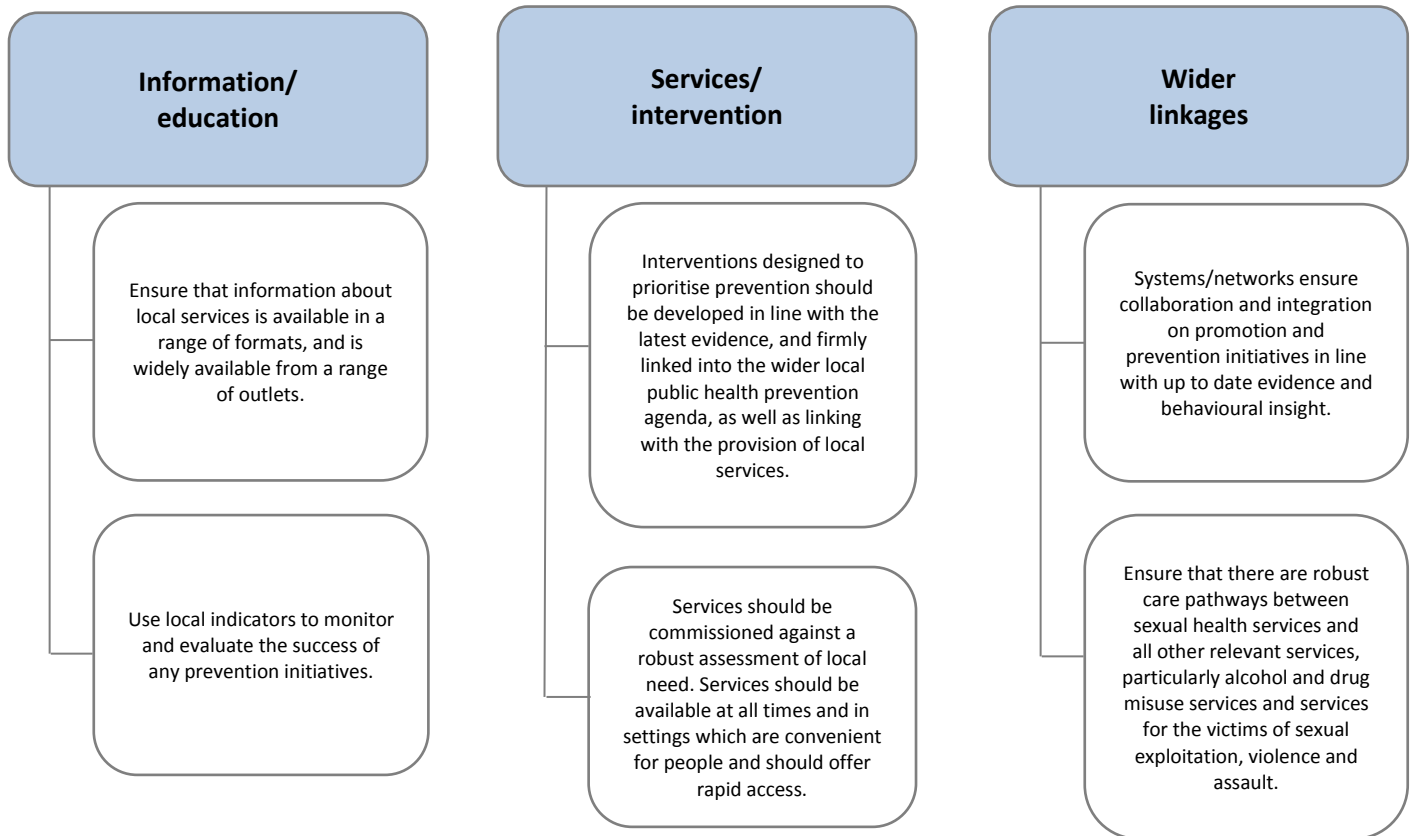 Information/
education
Ensure that information about
local services is available in a
range of formats, and is
widely available from a range
of outlets.
Use local indicators to monitor
and evaluate the success of
any prevention initiatives.
Services/
intervention
Interventions designed to
prioritise prevention should
be developed in line with the
latest evidence, and firmly
linked into the wider local
public health prevention
agenda, as well as linking
with the provision of local
services.
Services should be
commissioned against a
robust assessment of local
need. Services should be
available at all times and in
settings which are convenient
for people and should offer
rapid access.
Wider
linkages
Systems/networks ensure
collaboration and integration
on promotion and
prevention initiatives in line
with up to date evidence and
behavioural insight.
Ensure that there are robust
care pathways between
sexual health services and
all other relevant services,
particularly alcohol and drug
misuse services and services
for the victims of sexual
exploitation, violence and
assault.